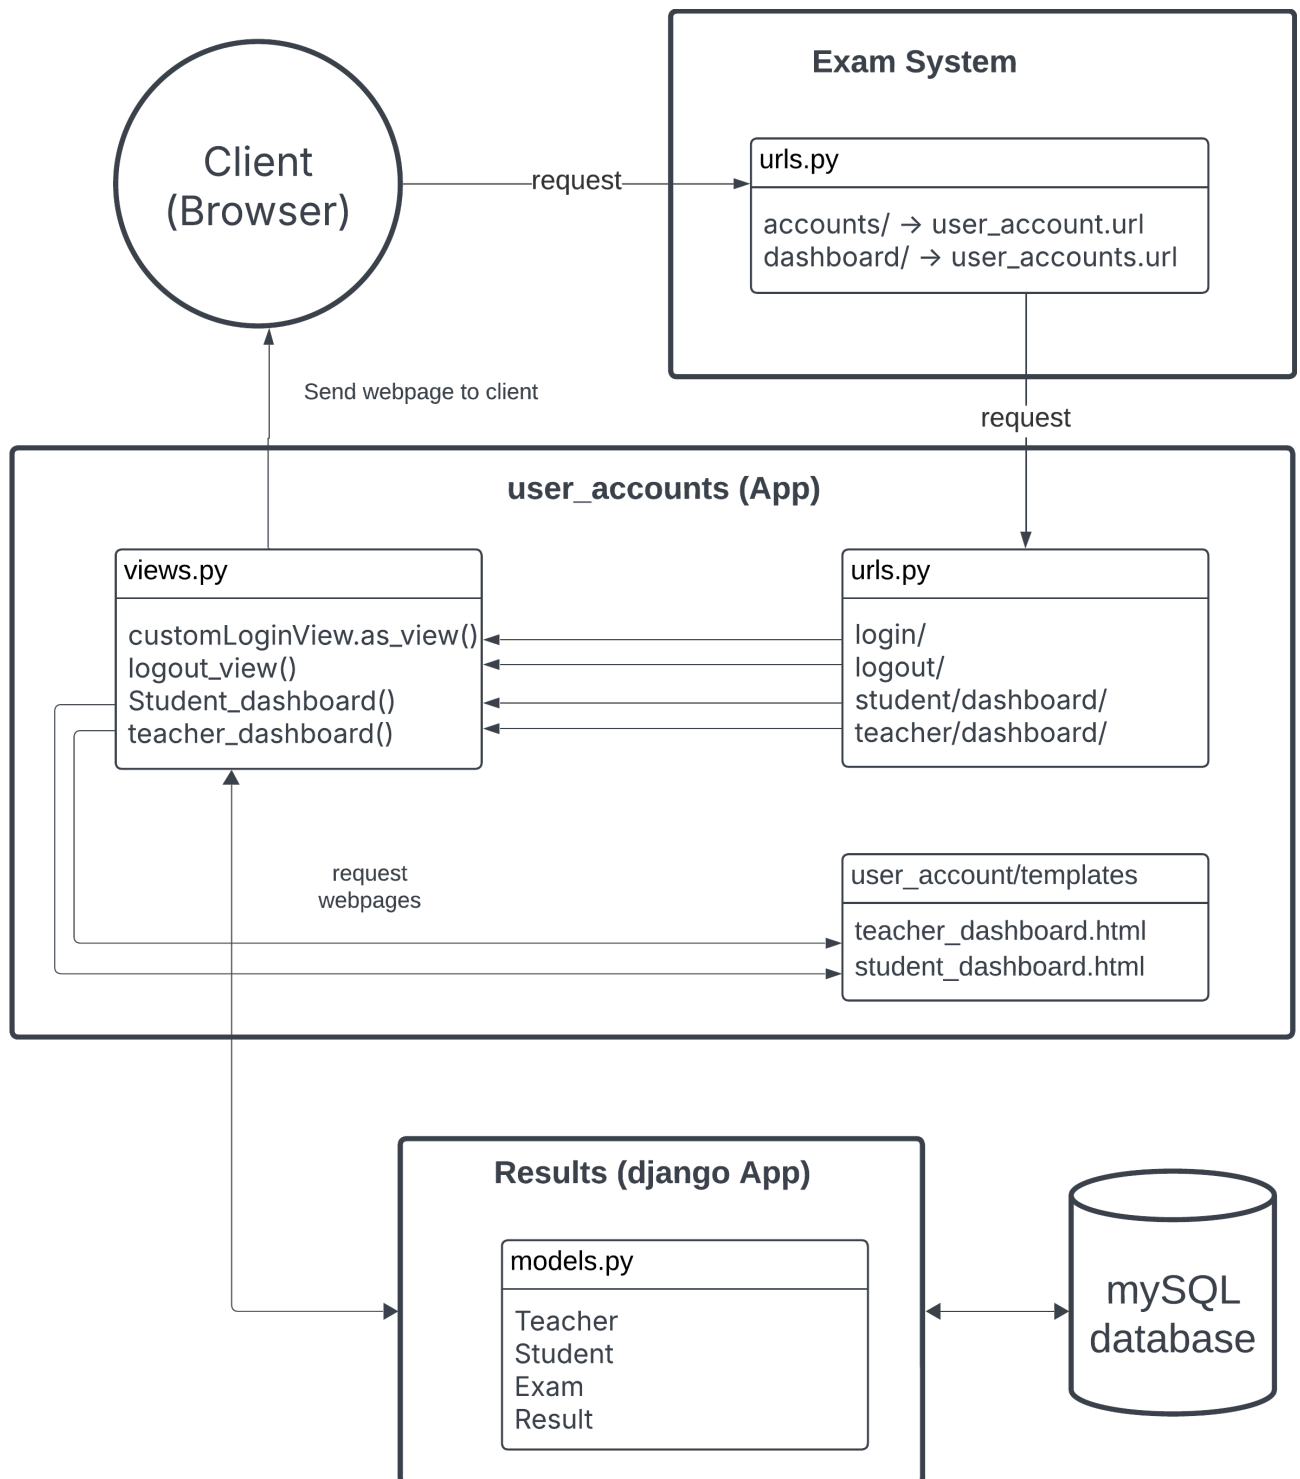 Exam System
Client
(Browser)
request
urls.py
accounts/ → user_account.url
dashboard/ → user_accounts.url
Send webpage to client
request
user_accounts (App)
views.py
customLoginView.as_view()
logout_view()
Student_dashboard()
teacher_dashboard()
urls.py
login/
logout/
student/dashboard/
teacher/dashboard/
request
webpages
user_account/templates
teacher_dashboard.html
student_dashboard.html
Results (django App)
models.py
Teacher
Student
Exam
Result
mySQL
database